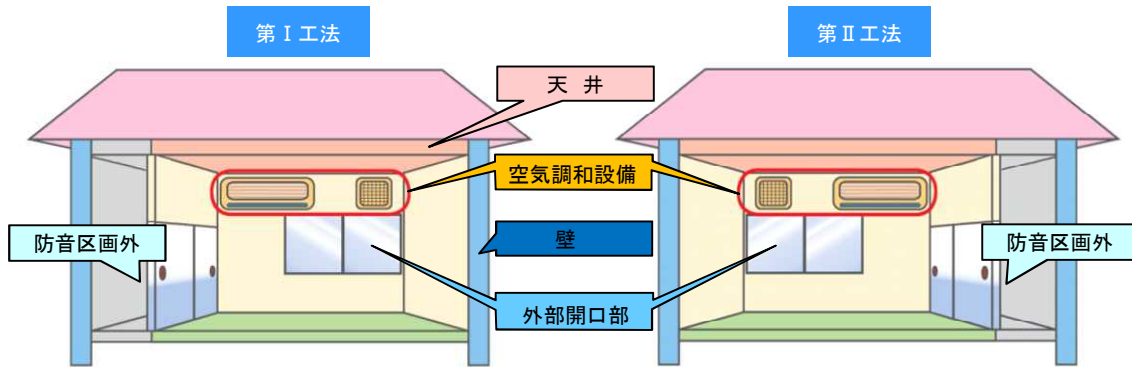 第Ⅰ工法
第Ⅱ工法
天 井
空気調和設備
防音区画外
壁
防音区画外
外部開口部